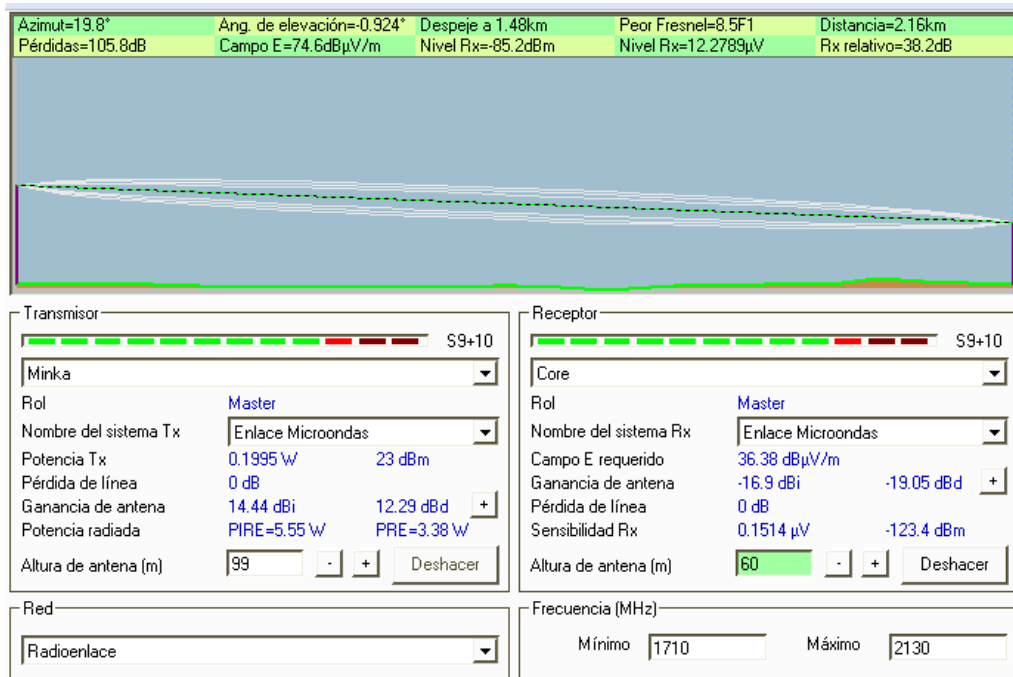 Azimut=19.8° Ang. de elevación=-0.924° Despeje a 1.48km Peor Fresnel=8.5F1 Distancia=2.16km
Pérdidas=105.8dB Campo E=74.6dBµV/m Nivel Rx=-85.2dBm Nivel Rx=12.2789µV Rx relativo=38.2dB
Transmisor
S9+10
Minka
Rol Master
Nombre del sistema Tx Enlace Microondas
Potencia Tx 0.1995 W 23 dBm
Pérdida de línea 0 dB
Ganancia de antena 14.44 dBi 12.29 dBd +
Potencia radiada PIRE=5.55 W PRE=3.38 W
Altura de antena (m) 99 - + Deshacer
Receptor
S9+10
Core
Rol Master
Nombre del sistema Rx Enlace Microondas
Campo E requerido 36.38 dBµV/m
Ganancia de antena -16.9 dBi -19.05 dBd +
Pérdida de línea 0 dB
Sensibilidad Rx 0.1514 µV -123.4 dBm
Altura de antena (m) 60 - + Deshacer
Red
Radioenlace
Frecuencia (MHz)
Mínimo 1710 Máximo 2130